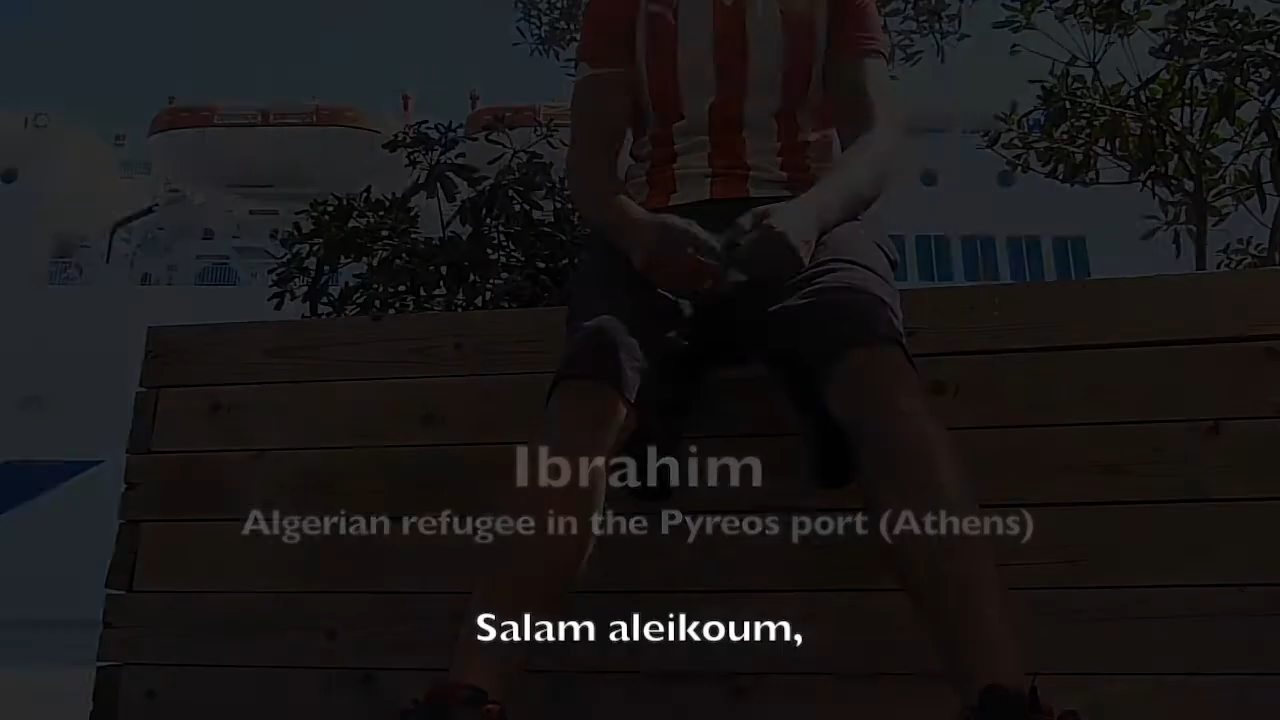 Ibrahim
Algerian refugee in the Pyreos port (Athens)
Salam aleikoum,